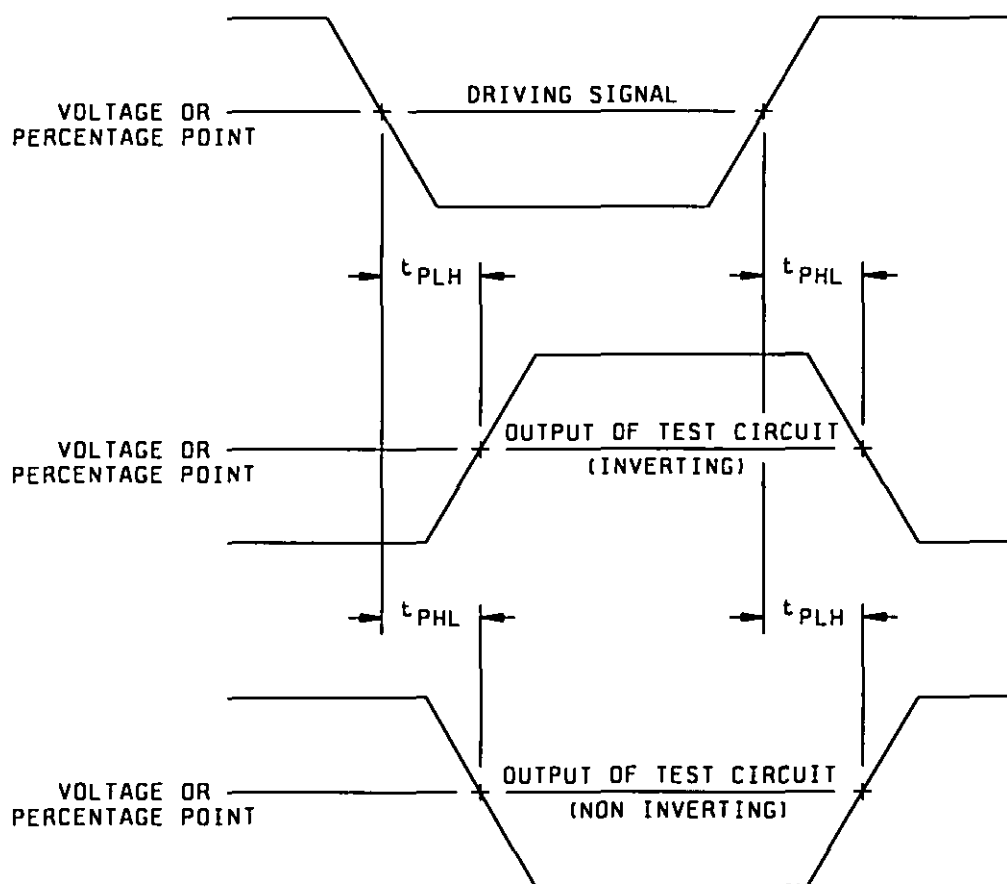 DRIVING SIGNAL
VOLTAGE OR
PERCENTAGE POINT
tPLH
tPHL
OUTPUT OF TEST CIRCUIT
VOLTAGE OR
(INVERTING)
PERCENTAGE POINT
tPHL
tPLH
OUTPUT OF TEST CIRCUIT
VOLTAGE OR
(NON INVERTING)
PERCENTAGE POINT